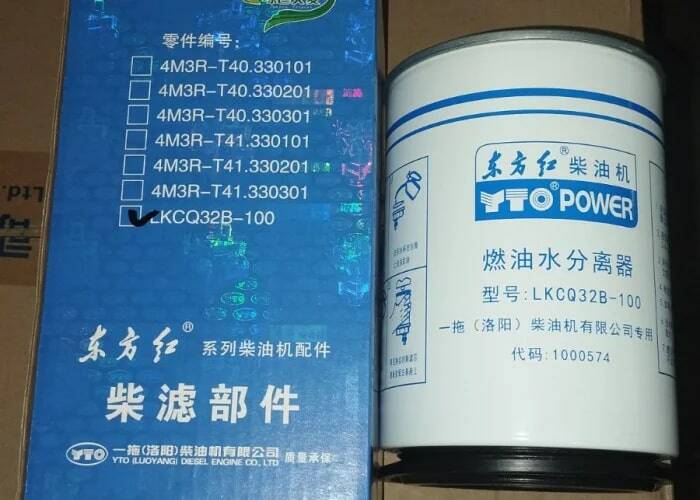 零件编号:
4M3R-T40.330101
4M3R-T40.330201
4M3R-T40.330301
4M3R-T41.330101
4M3R-T41.330201
4M3R-T41.330301
LKCQ32B-100
东方红® 系列柴油机配件
柴滤部件
YTO 一拖(洛阳)柴油机有限公司 质量承保
YTO (LUOYANG) DIESEL ENGINE CO., LTD
Ltd.
东方红® 柴油机
YTO® POWER
燃油水分离器
型号:LKCQ32B-100
一拖(洛阳)柴油机有限公司专用
代码:1000574